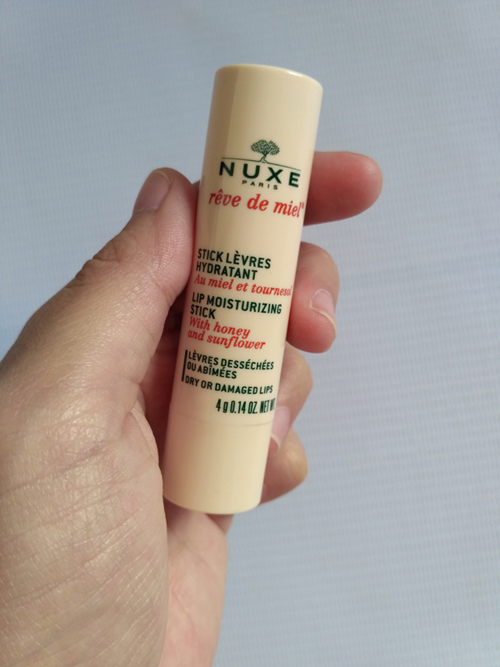 NUXE
PARIS
rêve de miel®
STICK LÈVRES
HYDRATANT
Au miel et tournesol
LIP MOISTURIZING
STICK
With honey
and sunflower
LÈVRES DESSÉCHÉES
OU ABÎMÉES
DRY OR DAMAGED LIPS
4 g 0.14 OZ. NET